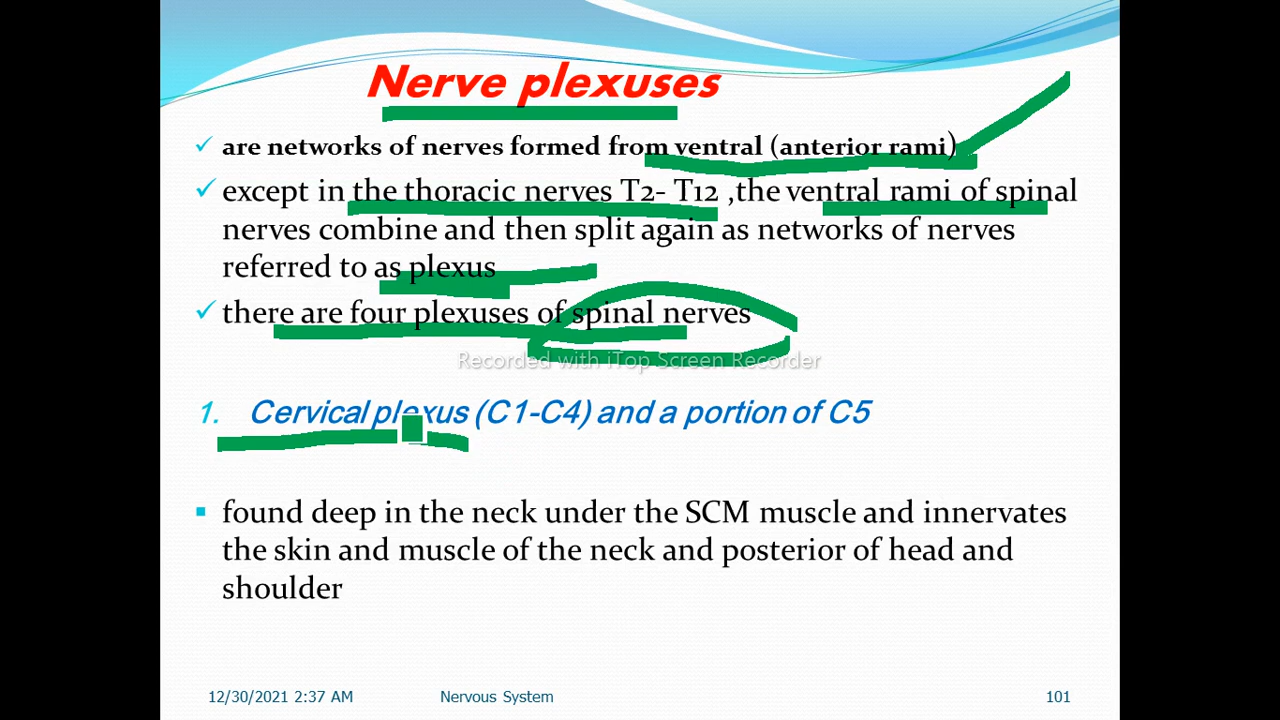 Nerve plexuses
✓ are networks of nerves formed from ventral (anterior rami)
✓ except in the thoracic nerves T2- T12 ,the ventral rami of spinal
nerves combine and then split again as networks of nerves
referred to as plexus
✓ there are four plexuses of spinal nerves
Recorded with iTop Screen Recorder
1. Cervical plexus (C1-C4) and a portion of C5
▪ found deep in the neck under the SCM muscle and innervates
the skin and muscle of the neck and posterior of head and
shoulder
12/30/2021 2:37 AM Nervous System 101